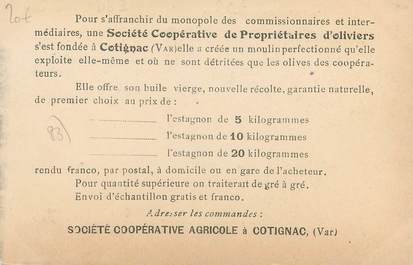 20f
Pour s'affranchir du monopole des commissionnaires et inter-
médiaires, une Société Coopérative de Propriétaires d'oliviers
s'est fondée à Cotignac (VAR) elle a créée un moulin perfectionné qu'elle
exploite elle-même et où ne sont détritées que les olives des coopéra-
teurs.
Elle offre son huile vierge, nouvelle récolte, garantie naturelle,
de premier choix au prix de :
l'estagnon de 5 kilogrammes
83)
l'estagnon de 10 kilogrammes
l'estagnon de 20 kilogrammes
rendu franco, par postal, à domicile ou en gare de l'acheteur.
Pour quantité supérieure on traiterait de gré à gré.
Envoi d'échantillon gratis et franco.
Adresser les commandes :
SOCIÉTÉ COOPÉRATIVE AGRICOLE à COTIGNAC, (Var)